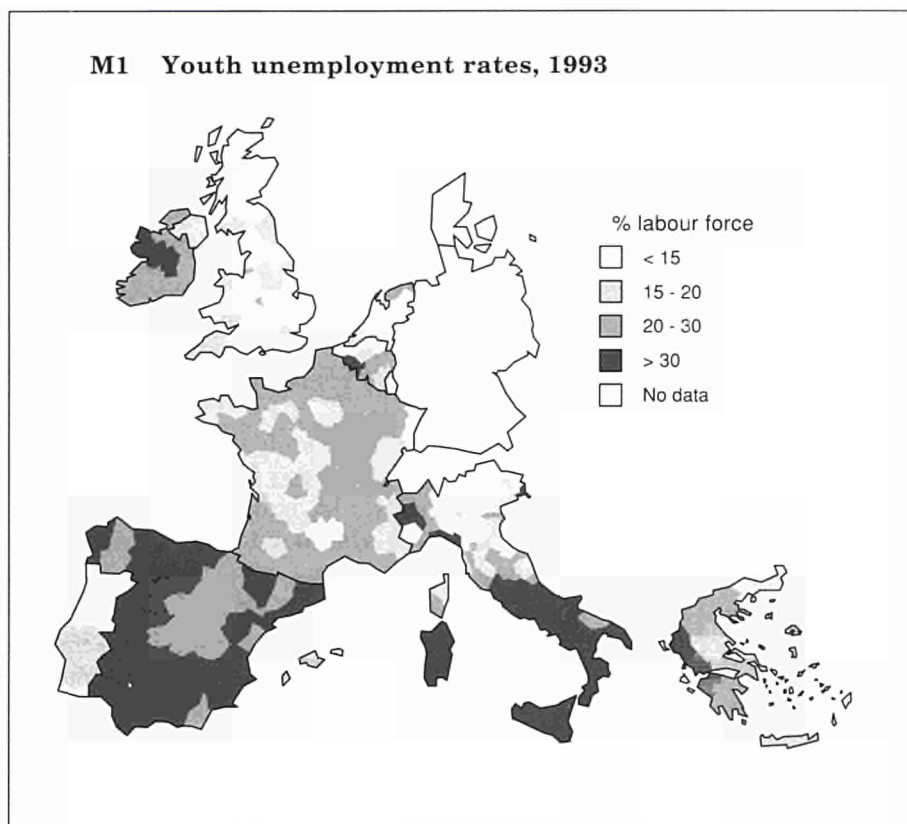 M1 Youth unemployment rates, 1993
% labour force
< 15
15 - 20
20 - 30
> 30
No data